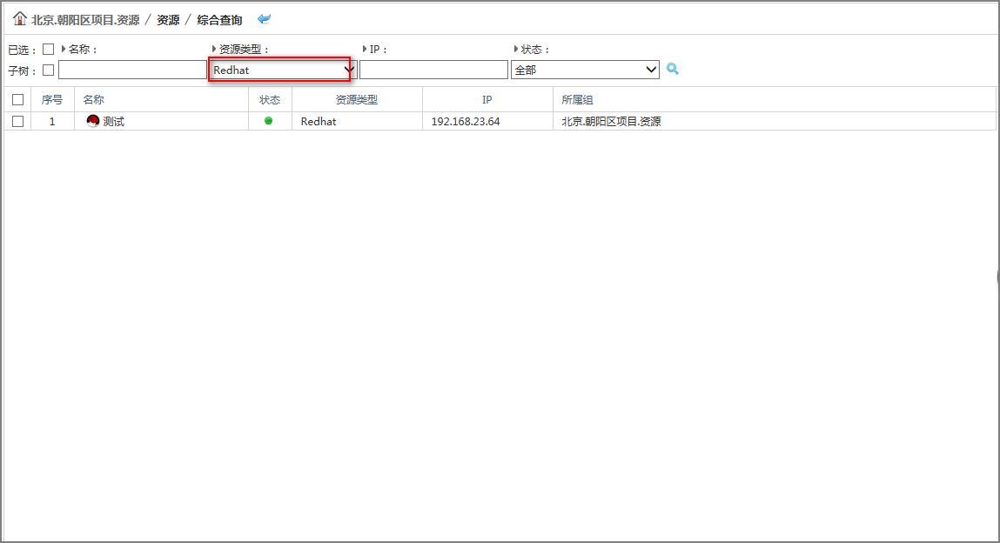 北京.朝阳区项目.资源 / 资源 / 综合查询
已选： 名称： 资源类型： IP： 状态：
子树： Redhat 全部
序号 名称 状态 资源类型 IP 所属组
1 测试 Redhat 192.168.23.64 北京.朝阳区项目.资源